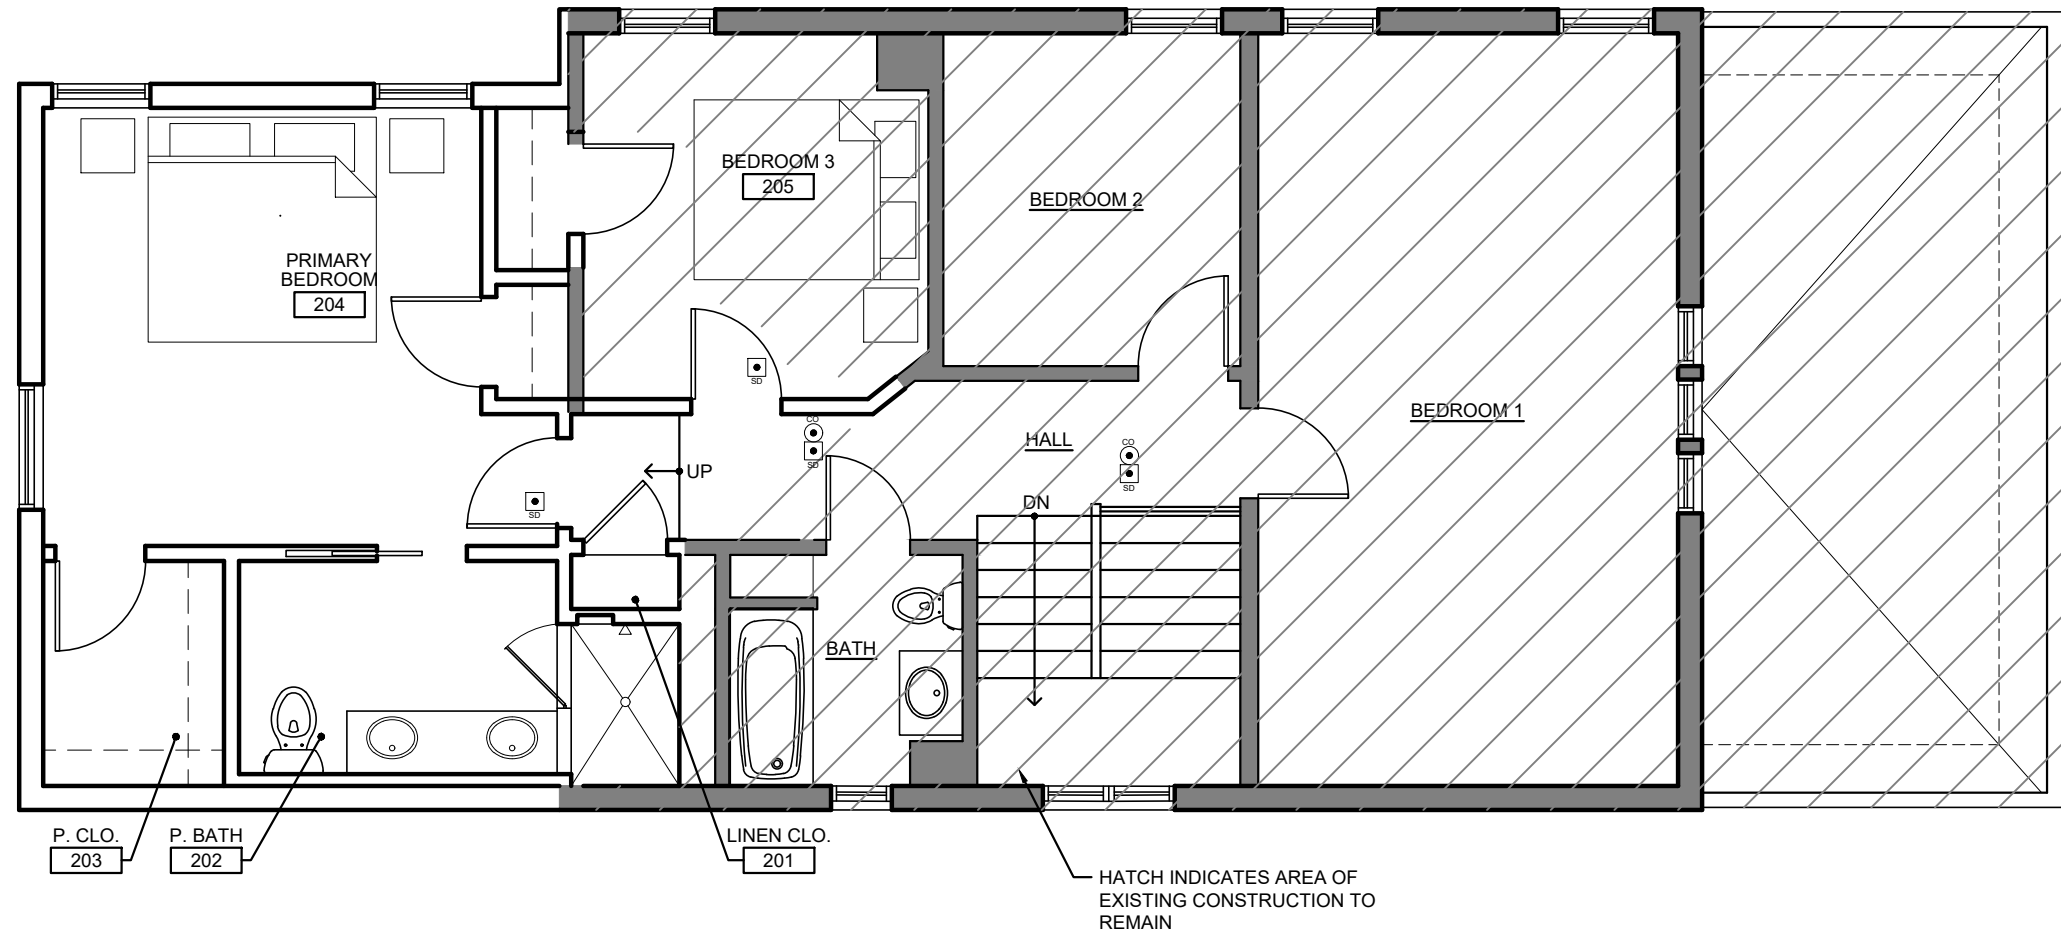 BEDROOM 3
205
BEDROOM 2
PRIMARY
BEDROOM
204
SD
BEDROOM 1
CO
SD
HALL
CO
SD
UP
SD
DN
BATH
P. CLO.
203
P. BATH
202
LINEN CLO.
201
HATCH INDICATES AREA OF
EXISTING CONSTRUCTION TO
REMAIN